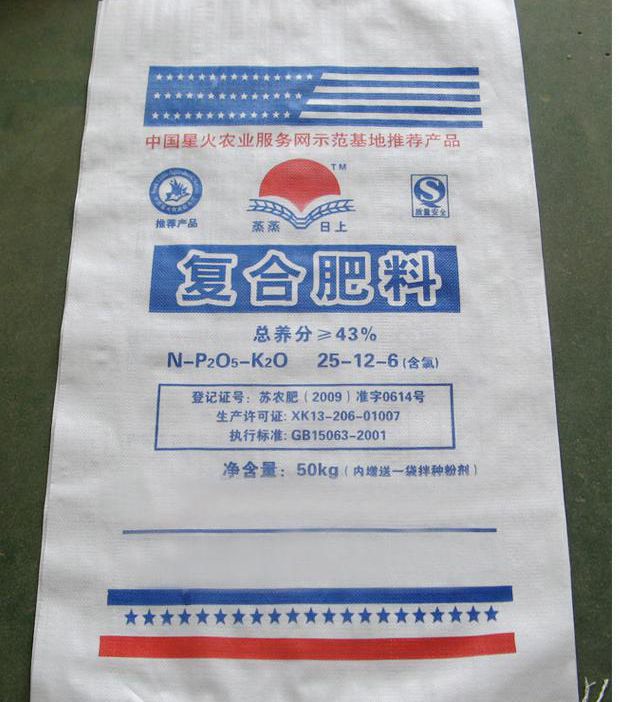 中国星火农业服务网示范基地推荐产品
TM
推荐产品
蒸蒸 日上
质量安全
复合肥料
总养分≥43%
N-P2O5-K2O 25-12-6(含氯)
登记证号: 苏农肥(2009)准字0614号
生产许可证: XK13-206-01007
执行标准: GB15063-2001
净含量: 50kg(内增送一袋拌种粉剂)